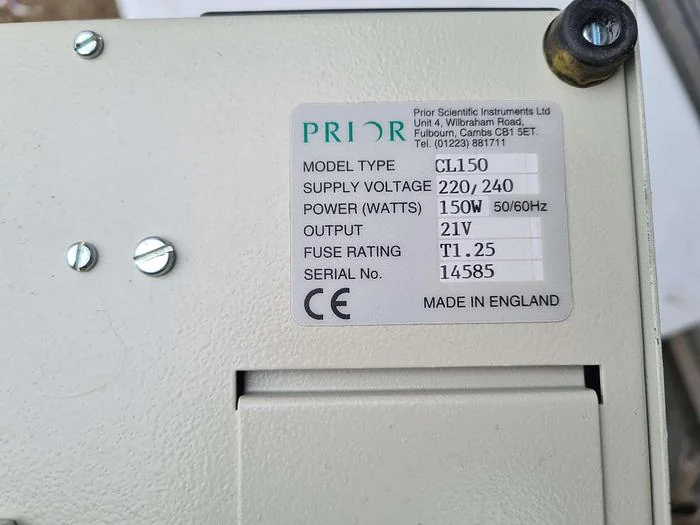 PRIOR
Prior Scientific Instruments Ltd
Unit 4, Wilbraham Road,
Fulbourn, Cambs CB1 5ET.
Tel. (01223) 881711
MODEL TYPE CL150
SUPPLY VOLTAGE 220/240
POWER (WATTS) 150W 50/60Hz
OUTPUT 21V
FUSE RATING T1.25
SERIAL No. 14585
CE MADE IN ENGLAND